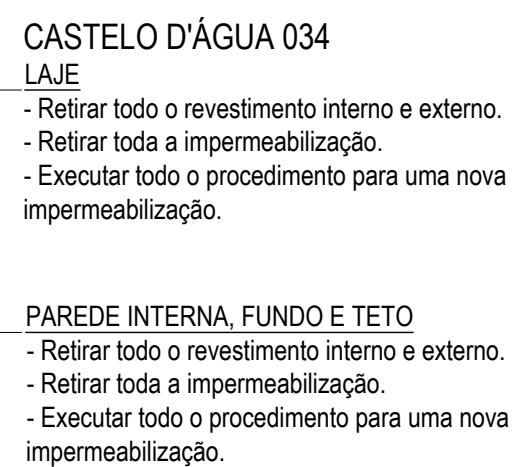 CASTELO D'ÁGUA 034
LAJE
- Retirar todo o revestimento interno e externo.
- Retirar toda a impermeabilização.
- Executar todo o procedimento para uma nova
impermeabilização.
PAREDE INTERNA, FUNDO E TETO
- Retirar todo o revestimento interno e externo.
- Retirar toda a impermeabilização.
- Executar todo o procedimento para uma nova
impermeabilização.